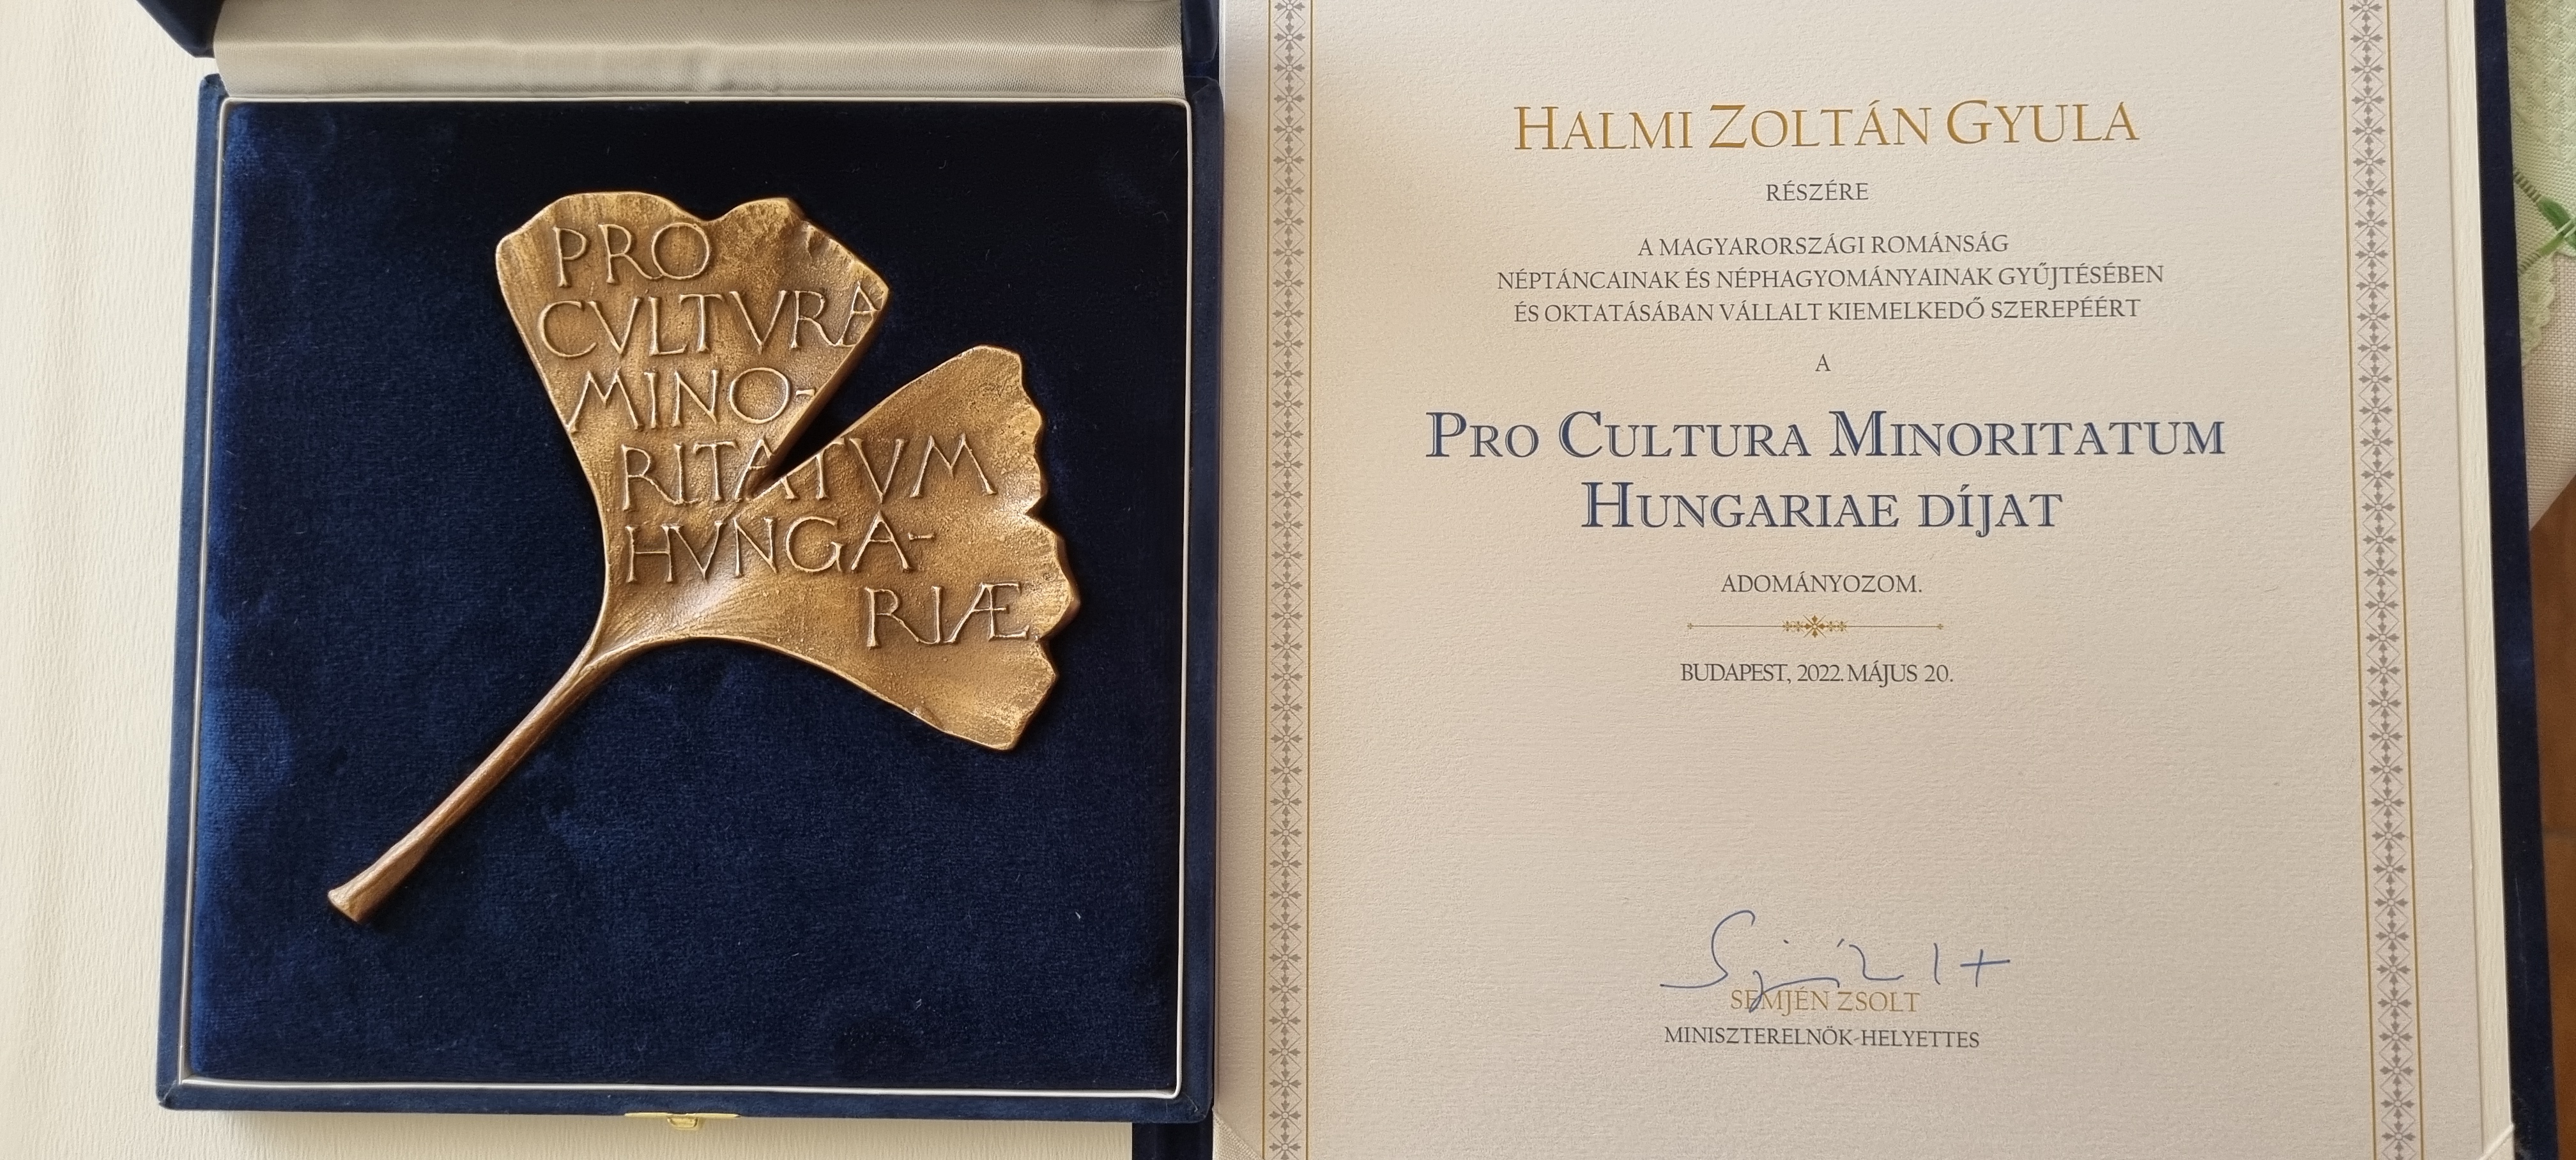 PRO
CVLTVRA
MINO-
RITATVM
HVNGA-
RIÆ
HALMI ZOLTÁN GYULA
RÉSZÉRE
A MAGYARORSZÁGI ROMÁNSÁG
NÉPTÁNCAINAK ÉS NÉPHAGYOMÁNYAINAK GYŰJTÉSÉBEN
ÉS OKTATÁSÁBAN VÁLLALT KIEMELKEDŐ SZEREPÉÉRT
A
PRO CULTURA MINORITATUM
HUNGARIAE DÍJAT
ADOMÁNYOZOM.
BUDAPEST, 2022. MÁJUS 20.
SEMJÉN ZSOLT
MINISZTERELNÖK-HELYETTES